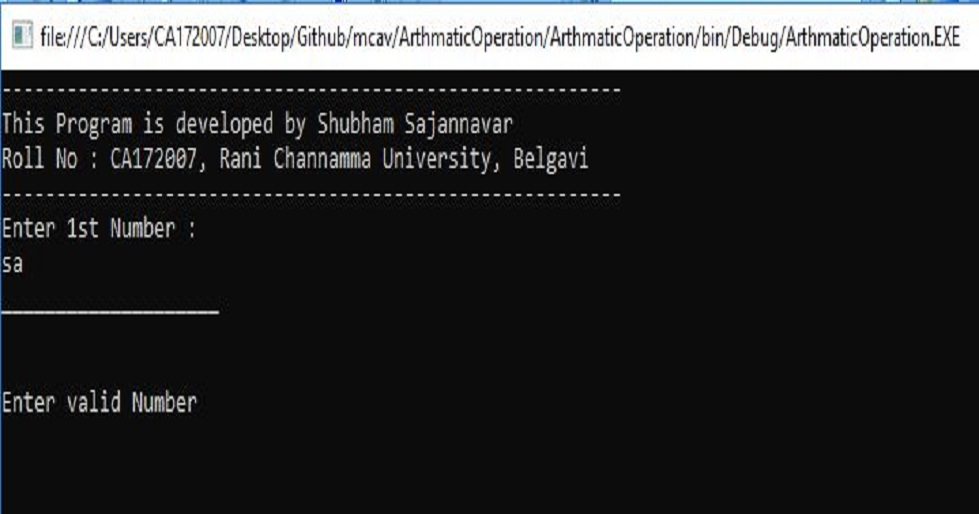 file:///C:/Users/CA172007/Desktop/Github/mcav/ArthmaticOperation/ArthmaticOperation/bin/Debug/ArthmaticOperation.EXE
---------------------------------------------------------
This Program is developed by Shubham Sajannavar
Roll No : CA172007, Rani Channamma University, Belgavi
---------------------------------------------------------
Enter 1st Number :
sa
____________________
Enter valid Number